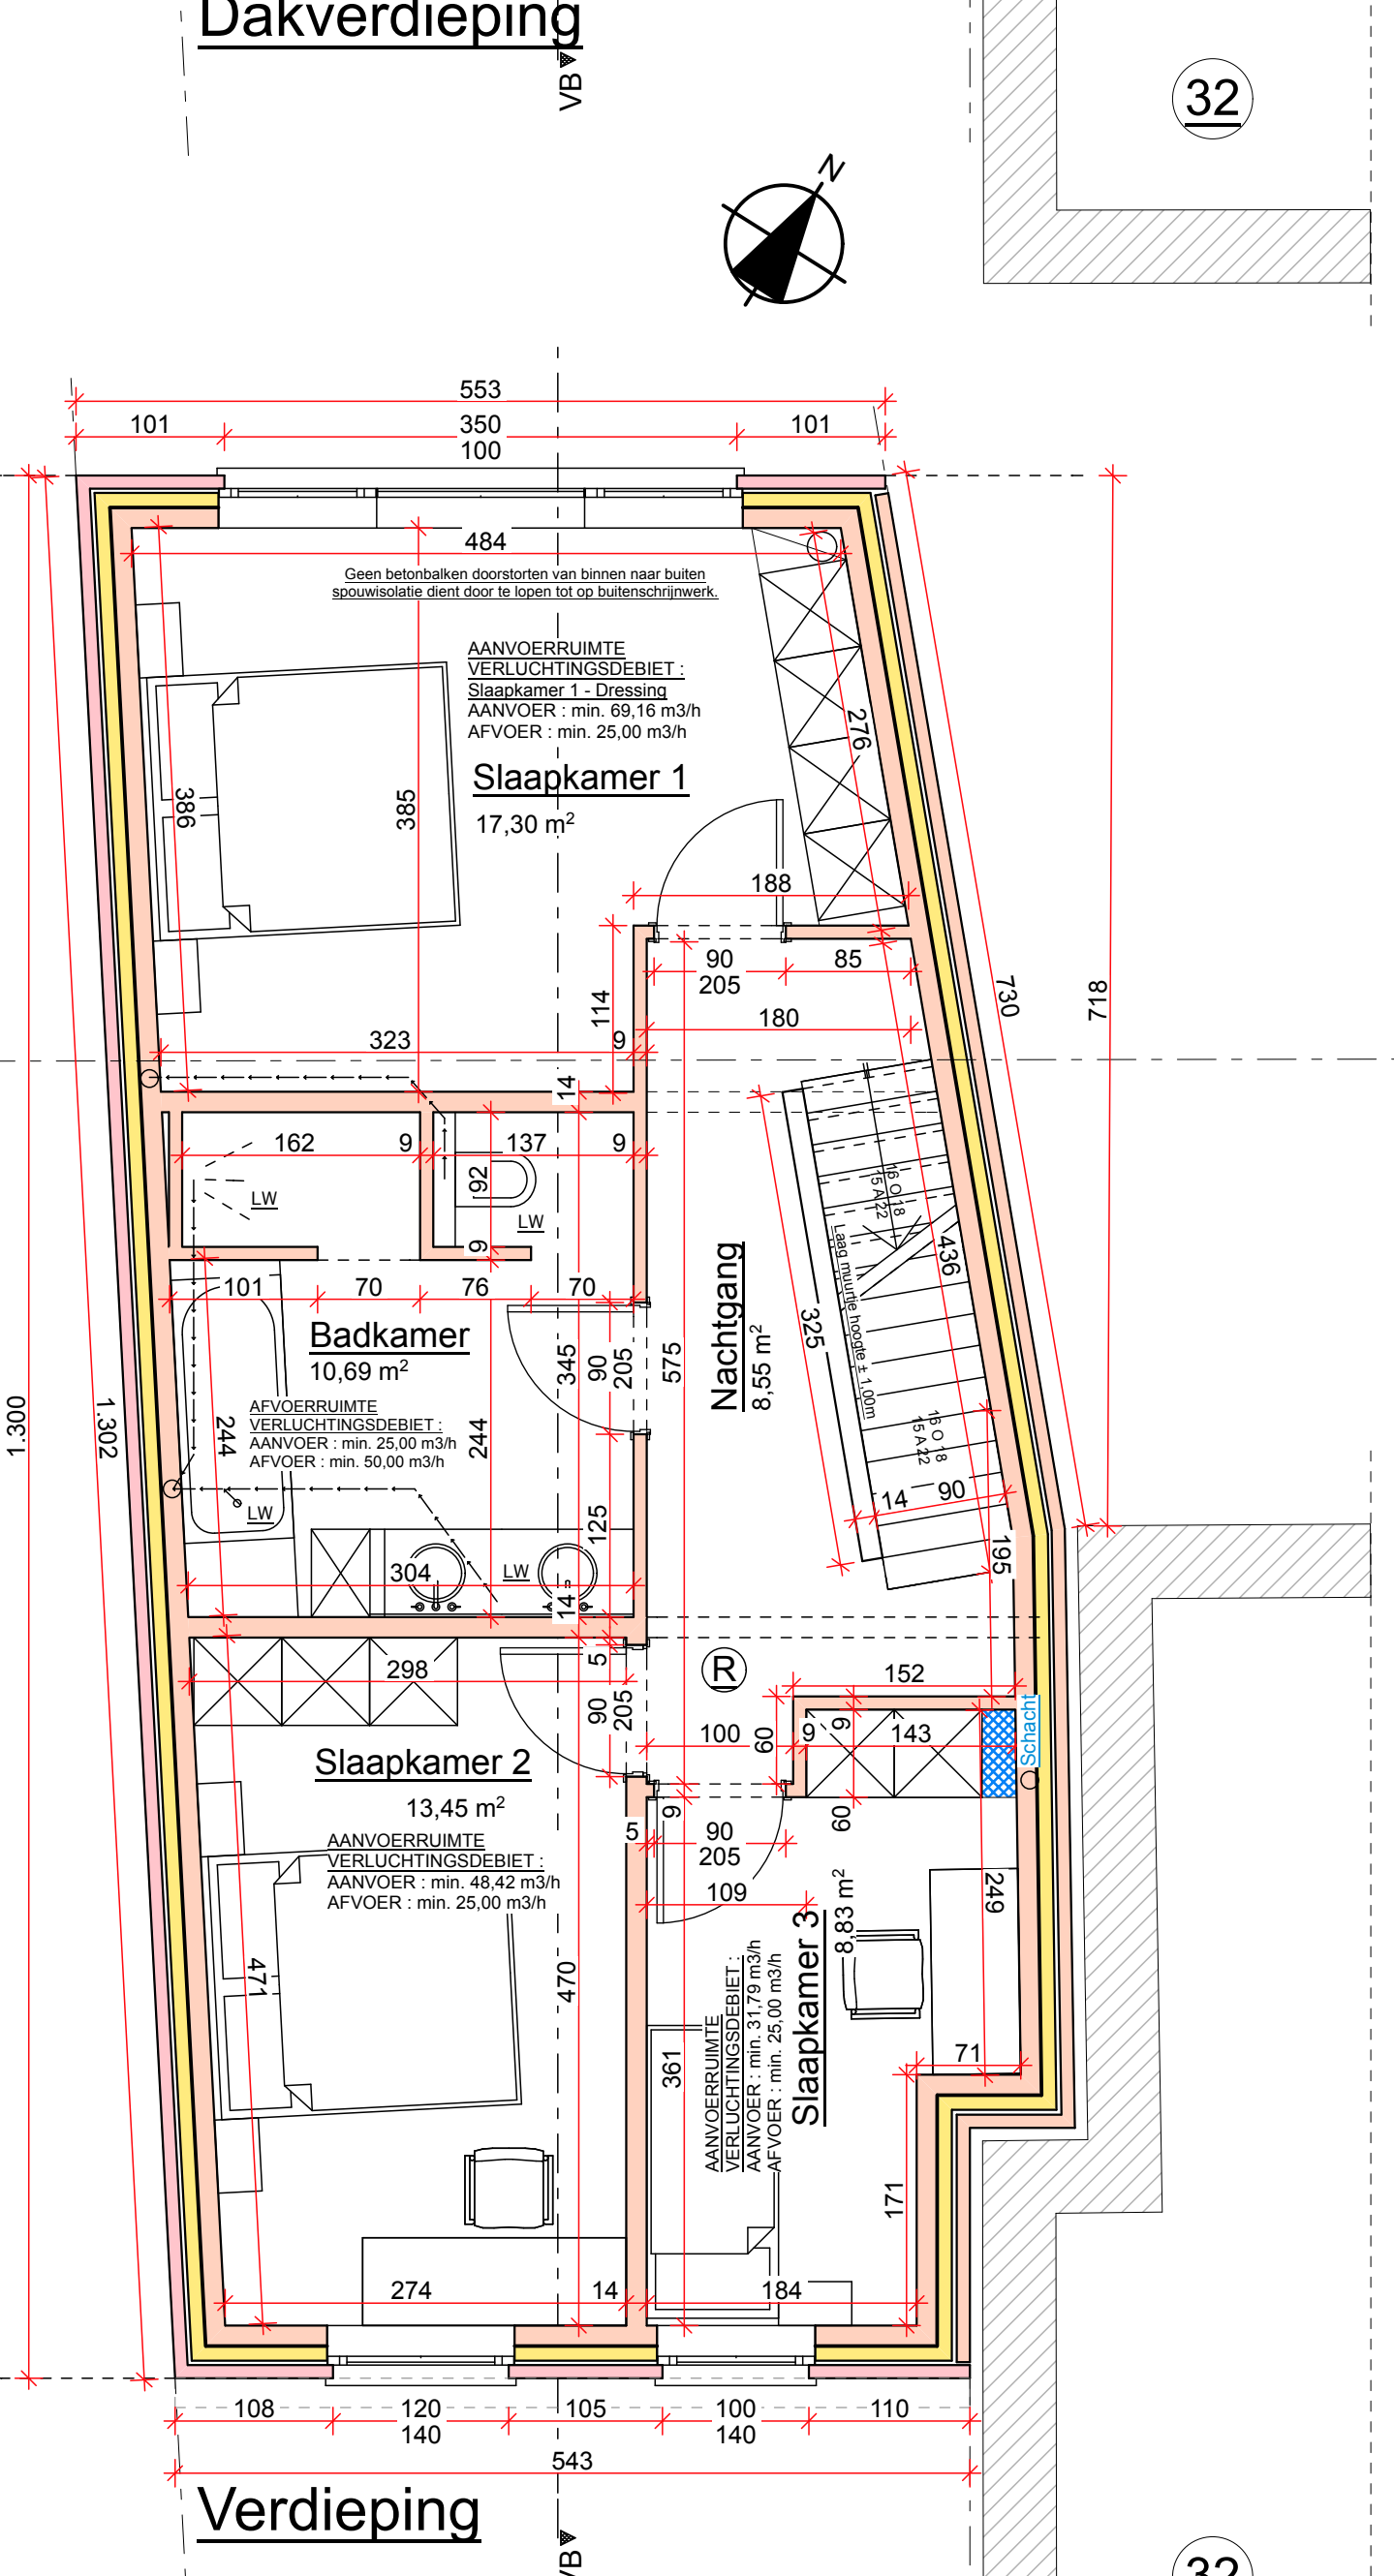 Dakverdieping
VB
32
N
553
101
350
100
101
484
Geen betonbalken doorstorten van binnen naar buiten
spouwisolatie dient door te lopen tot op buitenschrijnwerk.
AANVOERRUIMTE
VERLUCHTINGSDEBIET :
Slaapkamer 1 - Dressing
AANVOER : min. 69,16 m3/h
AFVOER : min. 25,00 m3/h
276
Slaapkamer 1
17,30 m²
386
385
188
90
205
85
730
718
114
180
323
9
14
162
9
137
9
92
LW
LW
9
16 O 18
15 A 22
Laag muurtje hoogte ± 1,00m
436
101
70
76
70
Nachtgang
8,55 m²
325
Badkamer
10,69 m²
345
90
205
575
1.300
1.302
AFVOERRUIMTE
VERLUCHTINGSDEBIET :
AANVOER : min. 25,00 m3/h
AFVOER : min. 50,00 m3/h
244
244
16 O 18
15 A 22
14
90
LW
125
195
304
LW
14
5
298
R
152
90
205
100
60
9
9
143
Schacht
Slaapkamer 2
13,45 m²
9
60
5
90
205
AANVOERRUIMTE
VERLUCHTINGSDEBIET :
AANVOER : min. 48,42 m3/h
AFVOER : min. 25,00 m3/h
109
249
Slaapkamer 3
8,83 m²
471
470
AANVOERRUIMTE
VERLUCHTINGSDEBIET :
AANVOER : min. 31,79 m3/h
AFVOER : min. 25,00 m3/h
361
71
171
274
14
184
108
120
140
105
100
140
110
543
Verdieping
VB
32